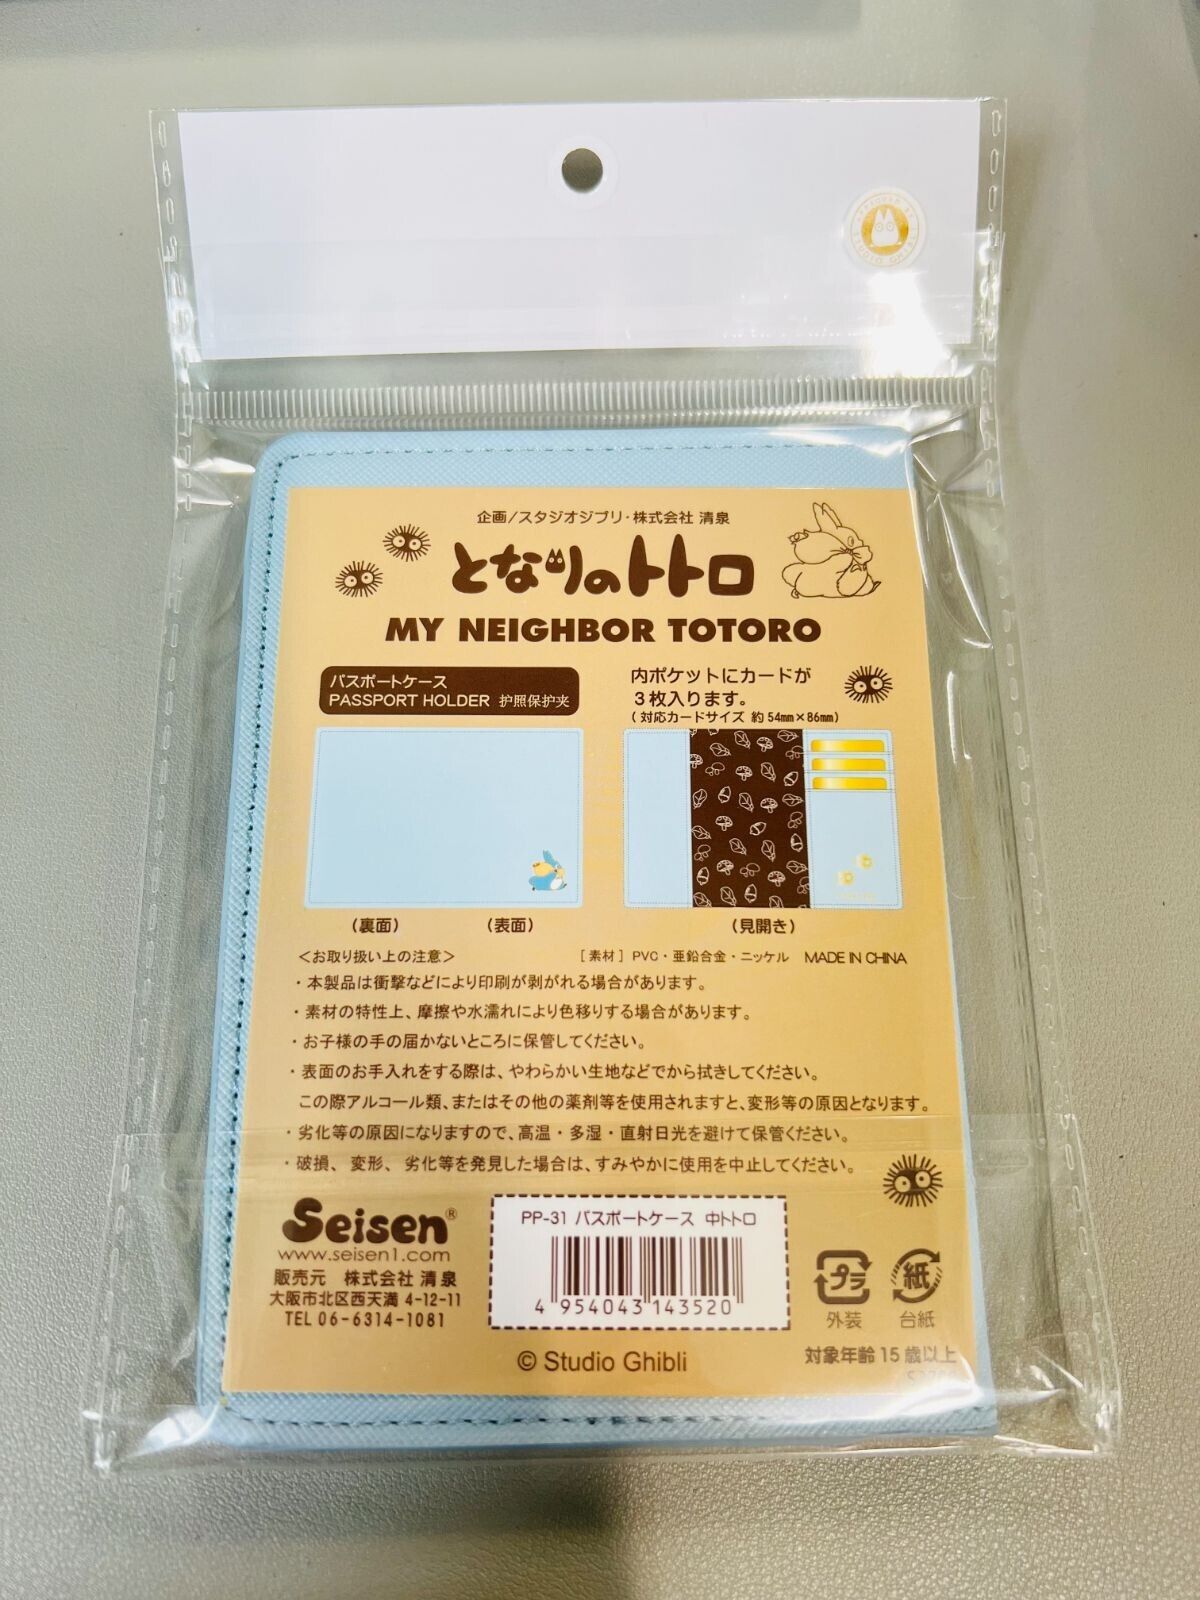 企画/スタジオジブリ・株式会社 清泉
となりのトトロ
MY NEIGHBOR TOTORO
パスポートケース
PASSPORT HOLDER 护照保护夹
内ポケットにカードが
３枚入ります。
(対応カードサイズ 約54mm×86mm)
(裏面) (表面)
(見開き)
<お取り扱い上の注意>
[素材] PVC・亜鉛合金・ニッケル MADE IN CHINA
・本製品は衝撃などにより印刷が剥がれる場合があります。
・素材の特性上、摩擦や水濡れにより色移りする場合があります。
・お子様の手の届かないところに保管してください。
・表面のお手入れをする際は、やわらかい生地などでから拭きしてください。
この際アルコール類、またはその他の薬剤等を使用されますと、変形等の原因となります。
・劣化等の原因になりますので、高温・多湿・直射日光を避けて保管ください。
・破損、変形、劣化等を発見した場合は、すみやかに使用を中止してください。
Seisen®
www.seisen1.com
販売元 株式会社 清泉
大阪市北区西天満 4-12-11
TEL 06-6314-1081
PP-31 パスポートケース 中トトロ
4 954043 143520
プラ
外装
紙
台紙
© Studio Ghibli
対象年齢 15 歳以上